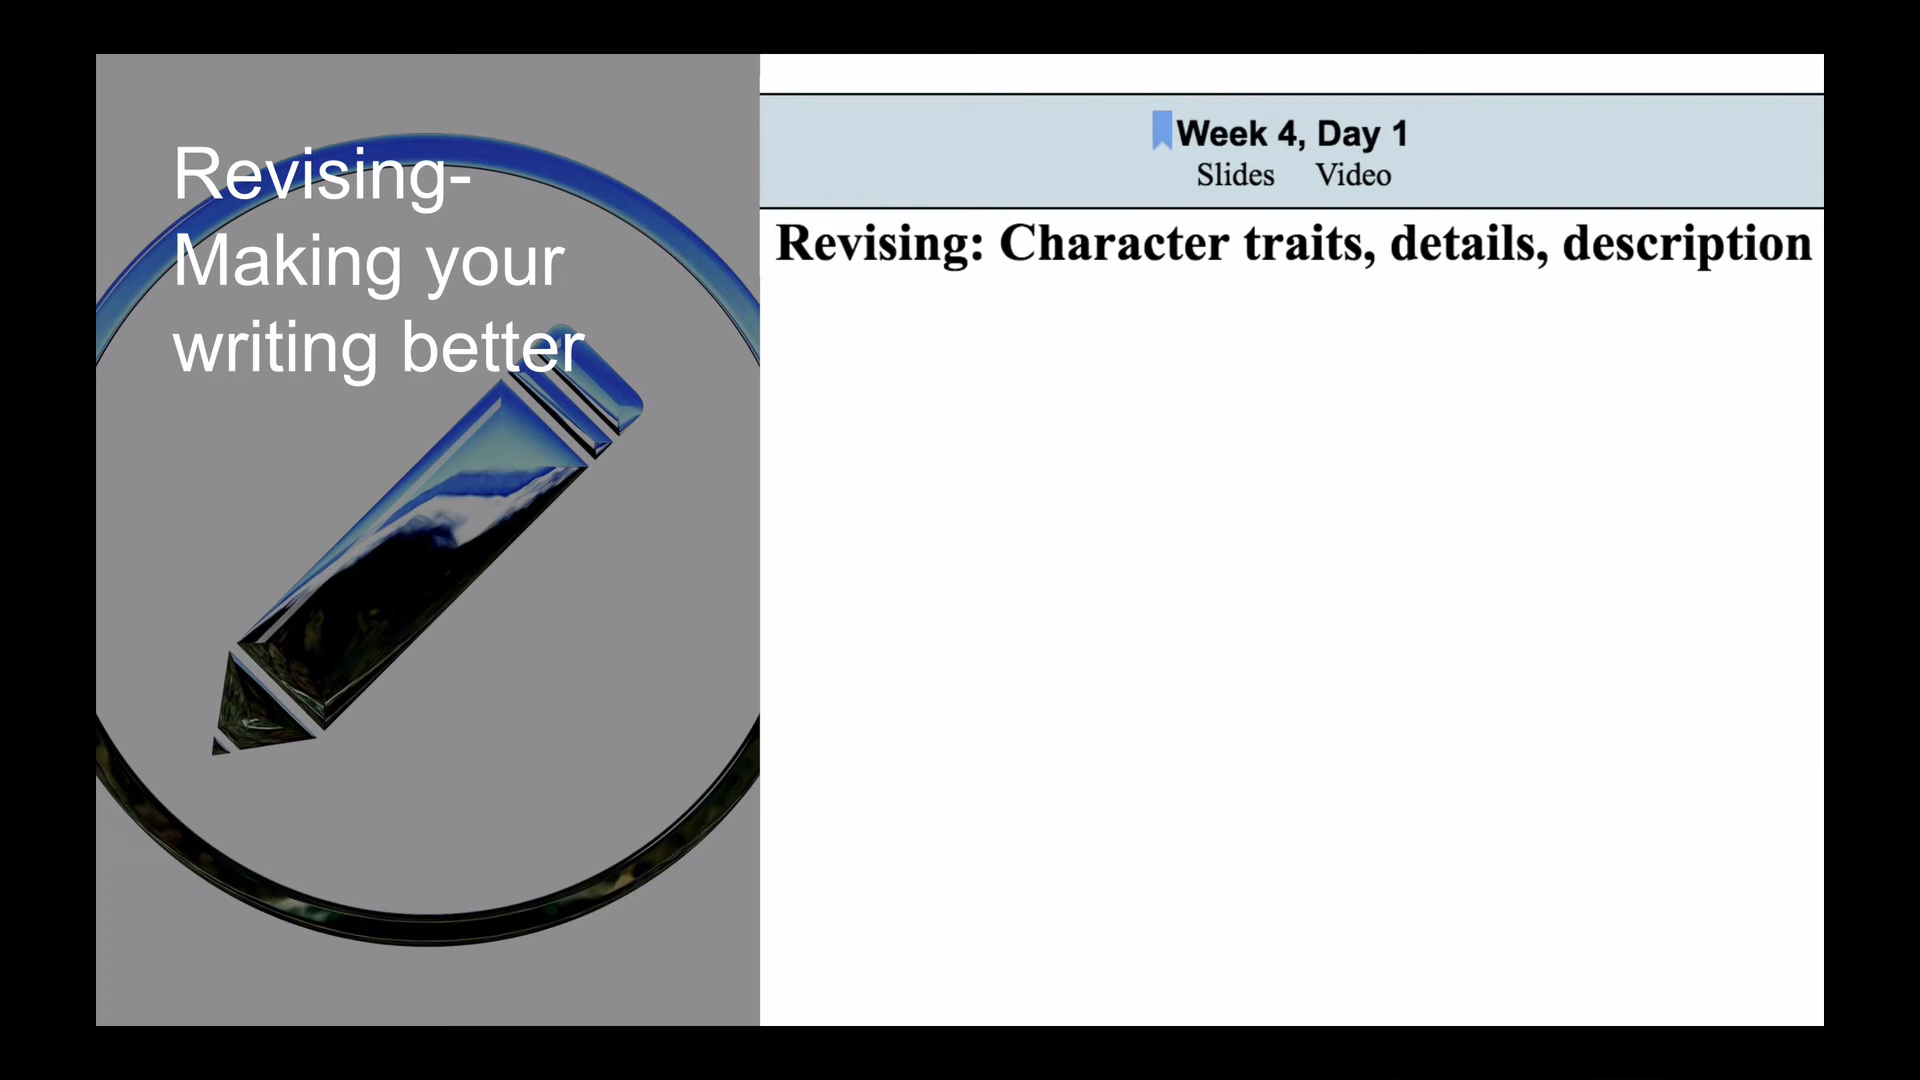 Revising-
Making your
writing better
Week 4, Day 1
Slides Video
Revising: Character traits, details, description